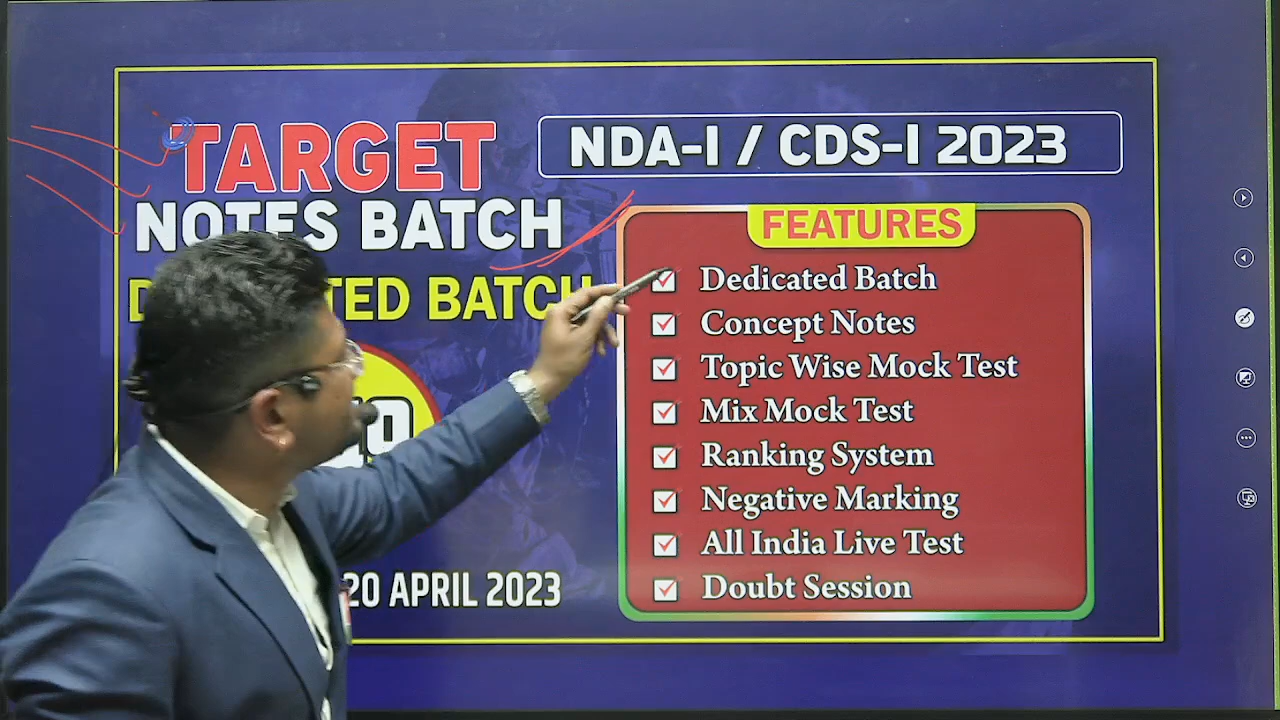 TARGET
NOTES BATCH
BATCH
20 APRIL 2023
NDA-I / CDS-I 2023
FEATURES
Dedicated Batch
Concept Notes
Topic Wise Mock Test
Mix Mock Test
Ranking System
Negative Marking
All India Live Test
Doubt Session